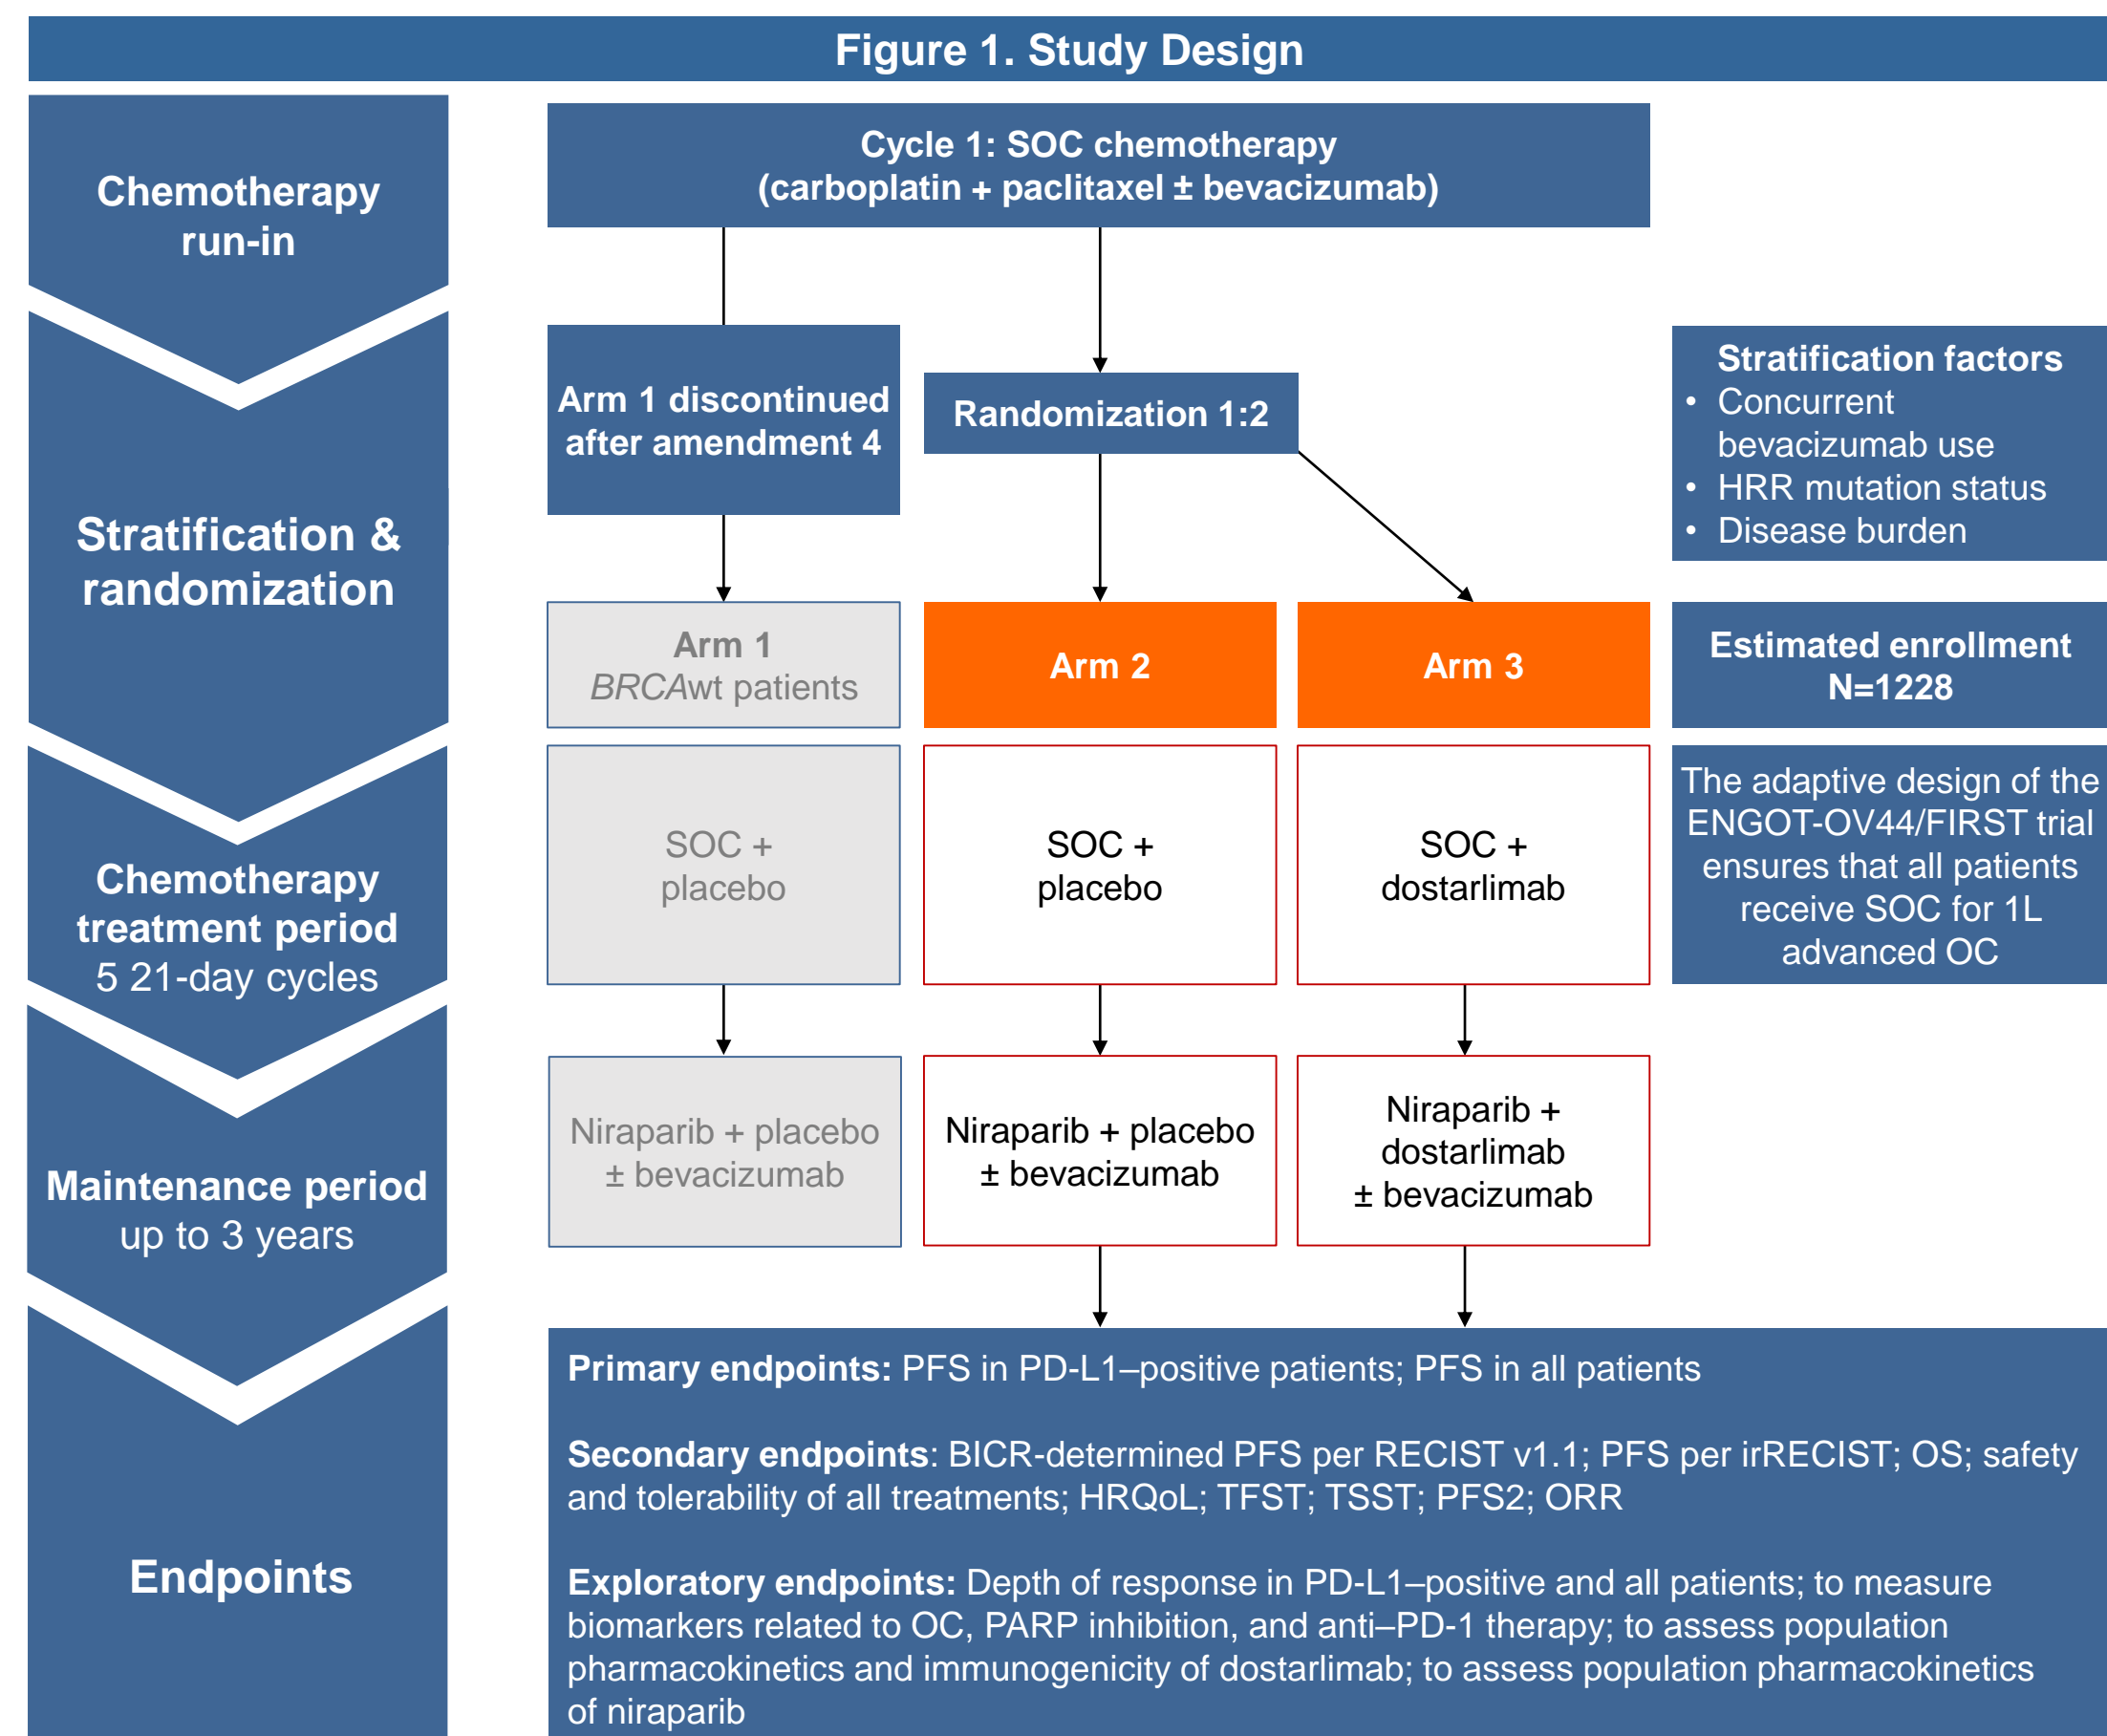 Figure 1. Study Design
Chemotherapy
run-in
Cycle 1: SOC chemotherapy
(carboplatin + paclitaxel ± bevacizumab)
Stratification &
randomization
Arm 1 discontinued
after amendment 4
Randomization 1:2
Stratification factors
• Concurrent
bevacizumab use
• HRR mutation status
• Disease burden
Arm 1
BRCAwt patients
Arm 2
Arm 3
Estimated enrollment
N=1228
Chemotherapy
treatment period
5 21-day cycles
SOC +
placebo
SOC +
placebo
SOC +
dostarlimab
The adaptive design of the
ENGOT-OV44/FIRST trial
ensures that all patients
receive SOC for 1L
advanced OC
Maintenance period
up to 3 years
Niraparib + placebo
± bevacizumab
Niraparib + placebo
± bevacizumab
Niraparib +
dostarlimab
± bevacizumab
Endpoints
Primary endpoints: PFS in PD-L1–positive patients; PFS in all patients
Secondary endpoints: BICR-determined PFS per RECIST v1.1; PFS per irRECIST; OS; safety
and tolerability of all treatments; HRQoL; TFST; TSST; PFS2; ORR
Exploratory endpoints: Depth of response in PD-L1–positive and all patients; to measure
biomarkers related to OC, PARP inhibition, and anti–PD-1 therapy; to assess population
pharmacokinetics and immunogenicity of dostarlimab; to assess population pharmacokinetics
of niraparib